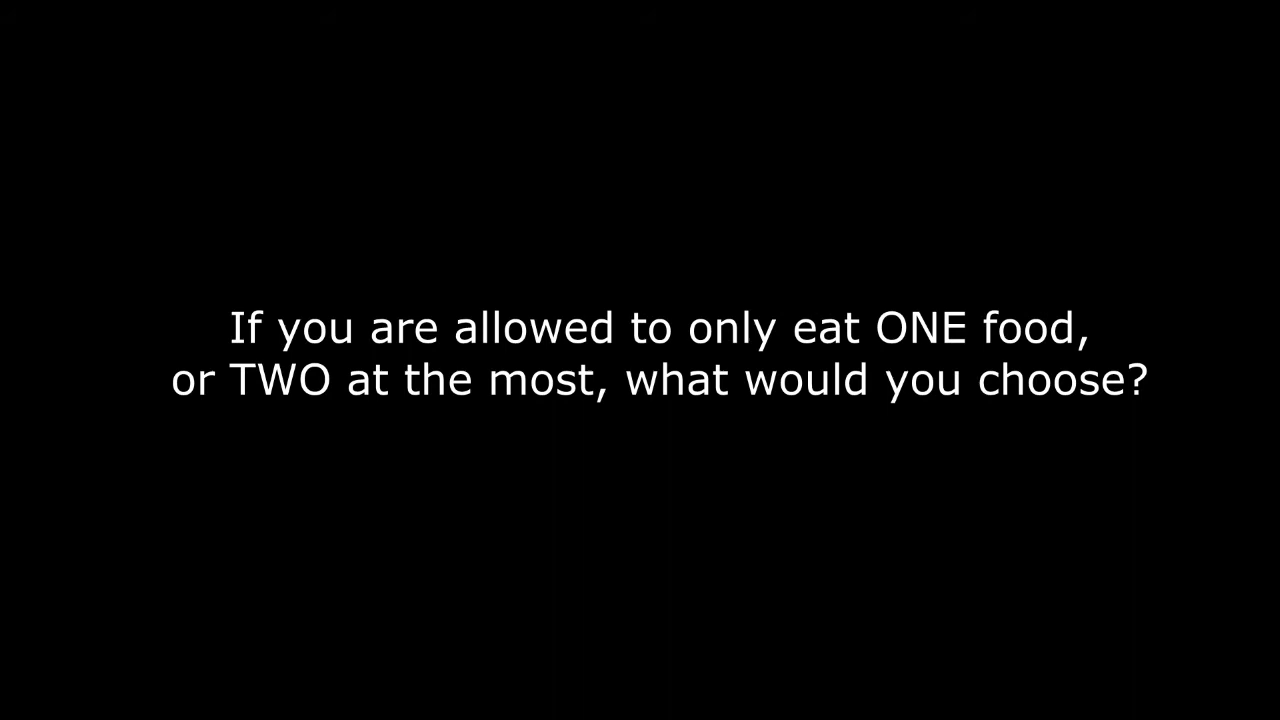 If you are allowed to only eat ONE food,
or TWO at the most, what would you choose?